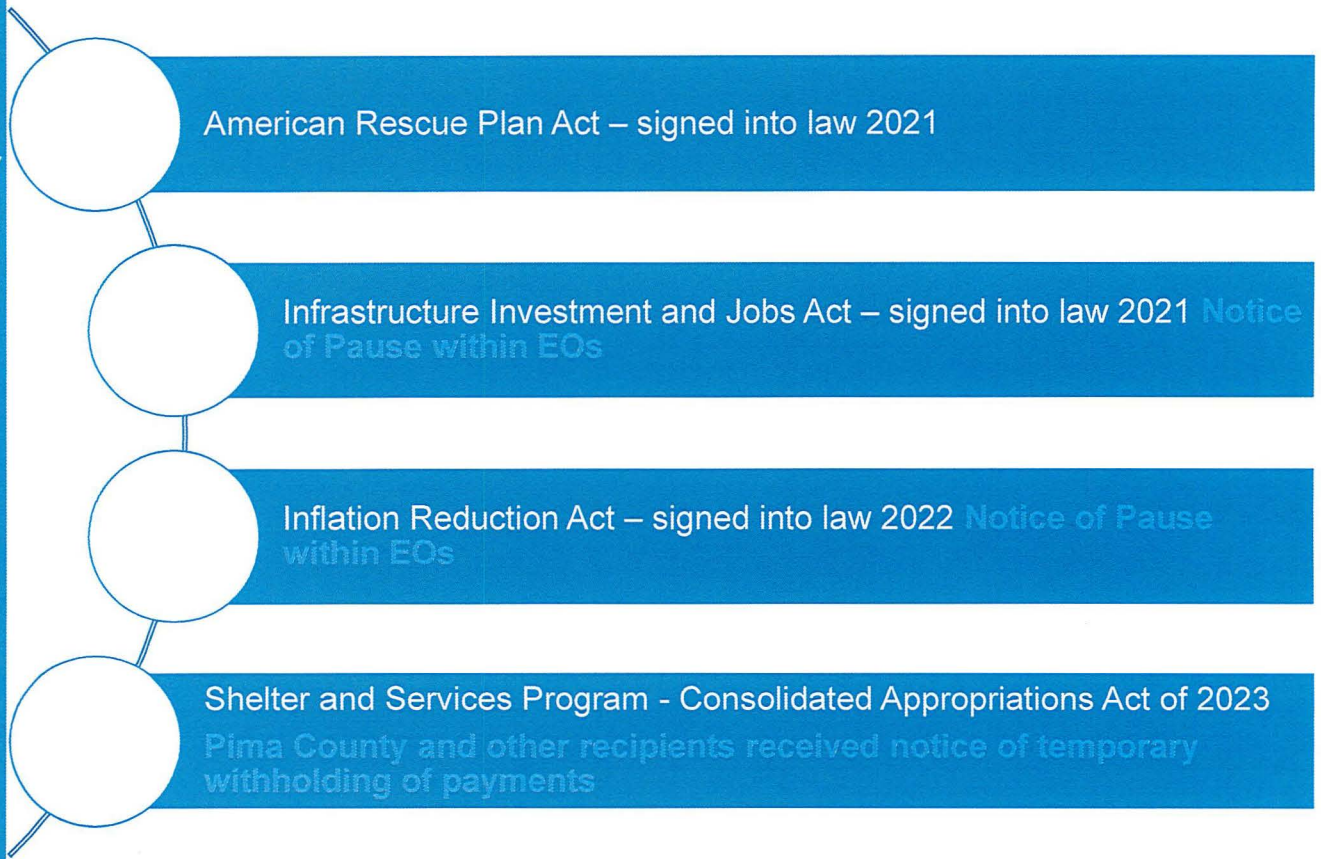 American Rescue Plan Act – signed into law 2021
Infrastructure Investment and Jobs Act – signed into law 2021 Notice
of Pause within EOs
Inflation Reduction Act – signed into law 2022 Notice of Pause
within EOs
Shelter and Services Program - Consolidated Appropriations Act of 2023
Pima County and other recipients received notice of temporary
withholding of payments